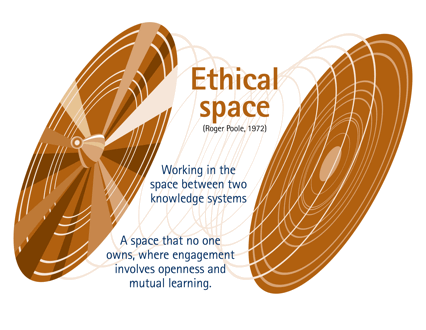 Ethical
space
(Roger Poole, 1972)
Working in the
space between two
knowledge systems
A space that no one
owns, where engagement
involves openness and
mutual learning.